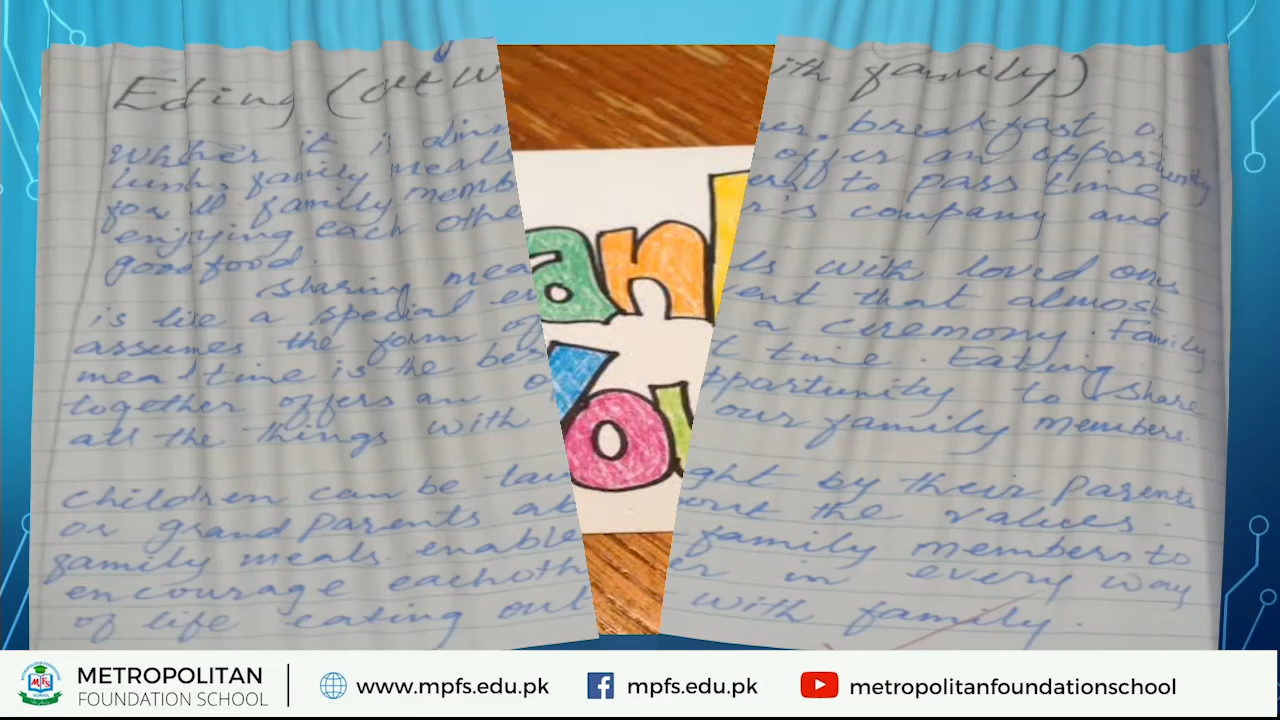 Eating (out with family)
Whither it is dinner, breakfast or
lunch, family meals offer an opportunity
for all family members to pass time
enjoying each other's company and
good food.
Sharing meals with loved ones
is like a special event that almost
assumes the form of a ceremony. Family
meal time is the best time. Eating
together offers an opportunity to share
all the things with our family members.
Children can be taught by their parents
or grand parents about the values.
family meals enable family members to
encourage eachother in every way
of life eating out with family.
an
You
METROPOLITAN
FOUNDATION SCHOOL
www.mpfs.edu.pk
mpfs.edu.pk
metropolitanfoundationschool